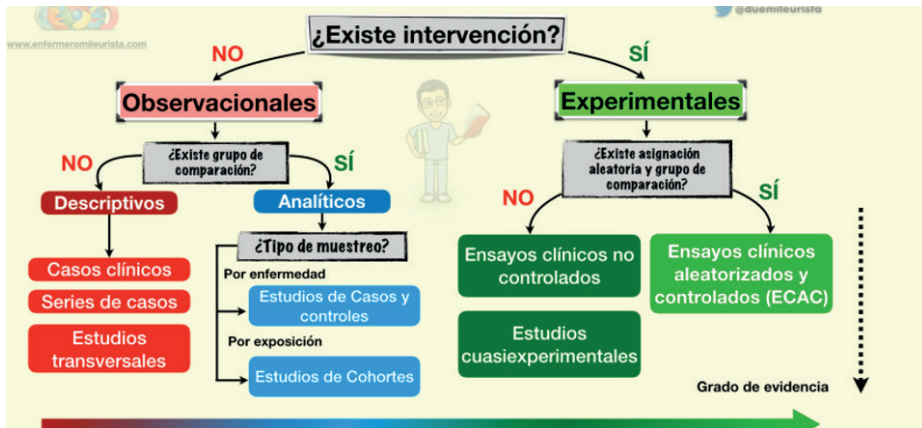 @duemileurista
www.enfermeromileurista.com
¿Existe intervención?
NO
SÍ
Observacionales
Experimentales
¿Existe grupo de
comparación?
¿Existe asignación
aleatoria y grupo de
comparación?
NO
SÍ
NO
SÍ
Descriptivos
Analíticos
¿Tipo de muestreo?
Casos clínicos
Series de casos
Estudios
transversales
Por enfermedad
Estudios de Casos y
controles
Por exposición
Estudios de Cohortes
Ensayos clínicos no
controlados
Estudios
cuasiexperimentales
Ensayos clínicos
aleatorizados y
controlados (ECAC)
Grado de evidencia